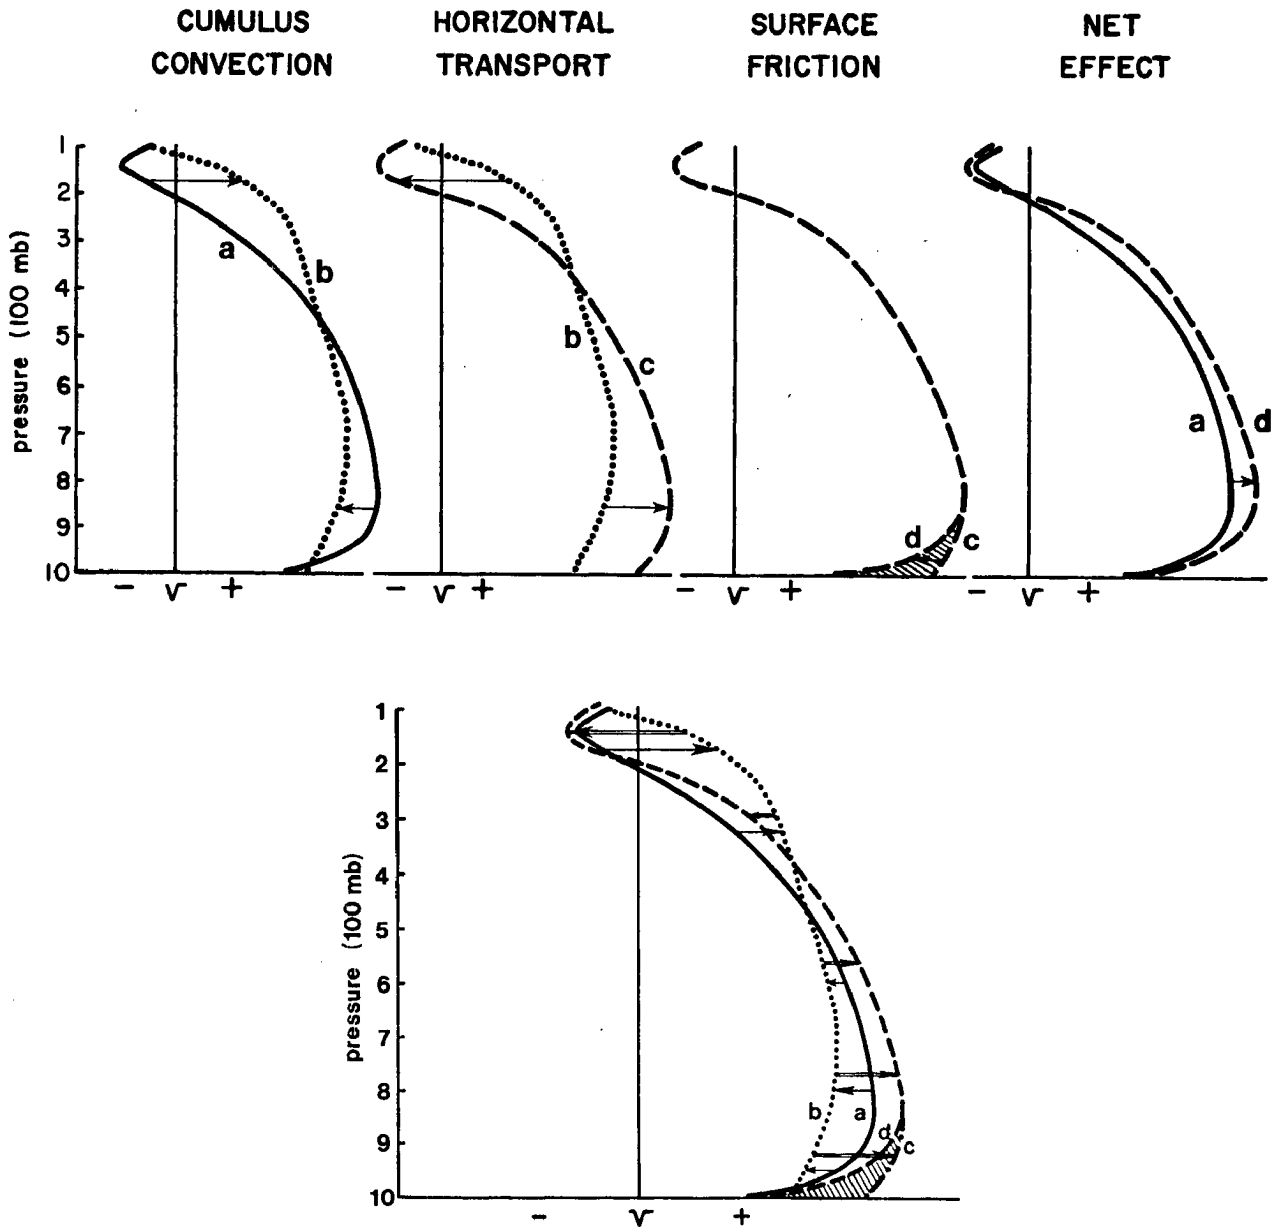 CUMULUS HORIZONTAL SURFACE NET
CONVECTION TRANSPORT FRICTION EFFECT
pressure (100 mb)
1
2
3
4
5
6
7
8
9
10
a
b
b
c
d
c
a
d
- v +
- v +
- v +
- v +
pressure (100 mb)
1
2
3
4
5
6
7
8
9
10
b a d c
- v +